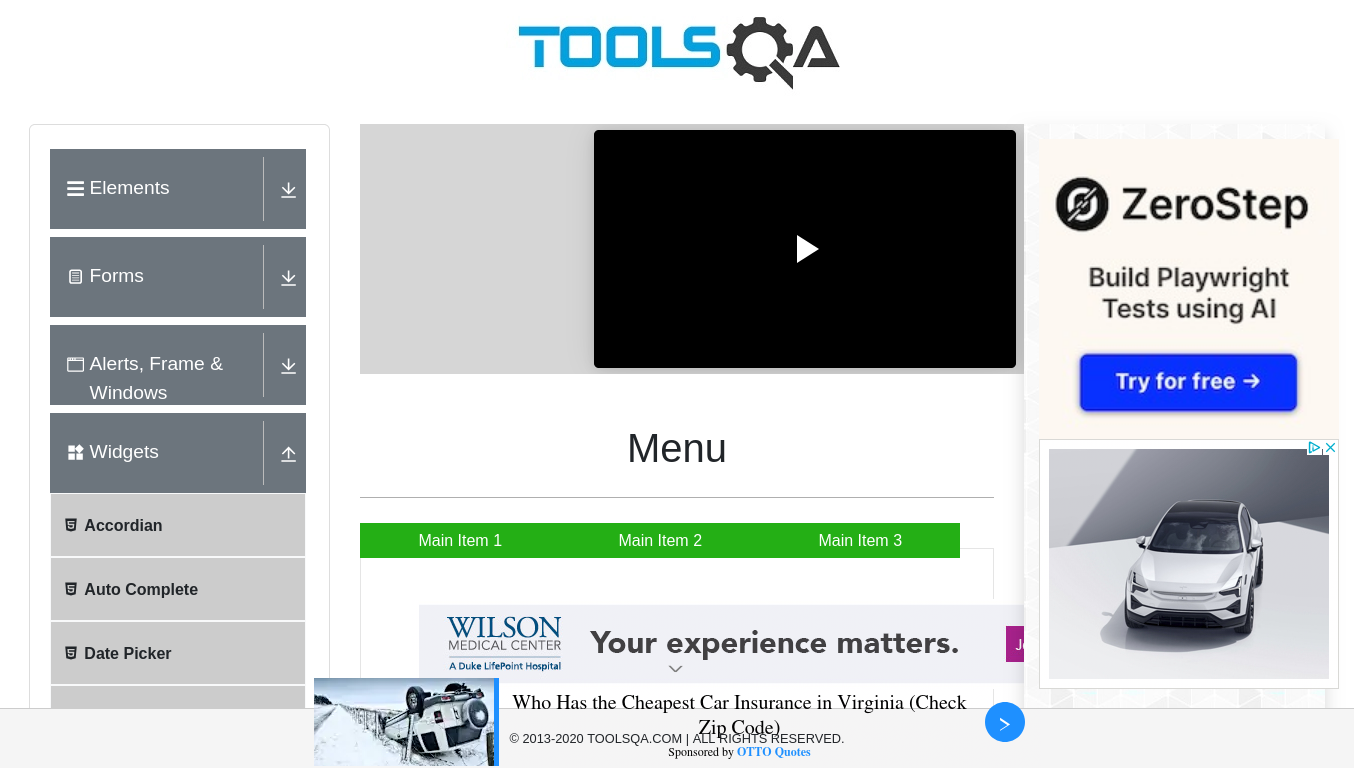 TOOLSQA
Elements
Forms
Alerts, Frame &
Windows
Widgets
Accordian
Auto Complete
Date Picker
ZeroStep
Build Playwright
Tests using AI
Try for free →
Menu
Main Item 1
Main Item 2
Main Item 3
WILSON
MEDICAL CENTER
A Duke LifePoint Hospital
Your experience matters.
Who Has the Cheapest Car Insurance in Virginia (Check
Zip Code)
© 2013-2020 TOOLSQA.COM | ALL RIGHTS RESERVED.
Sponsored by OTTO Quotes